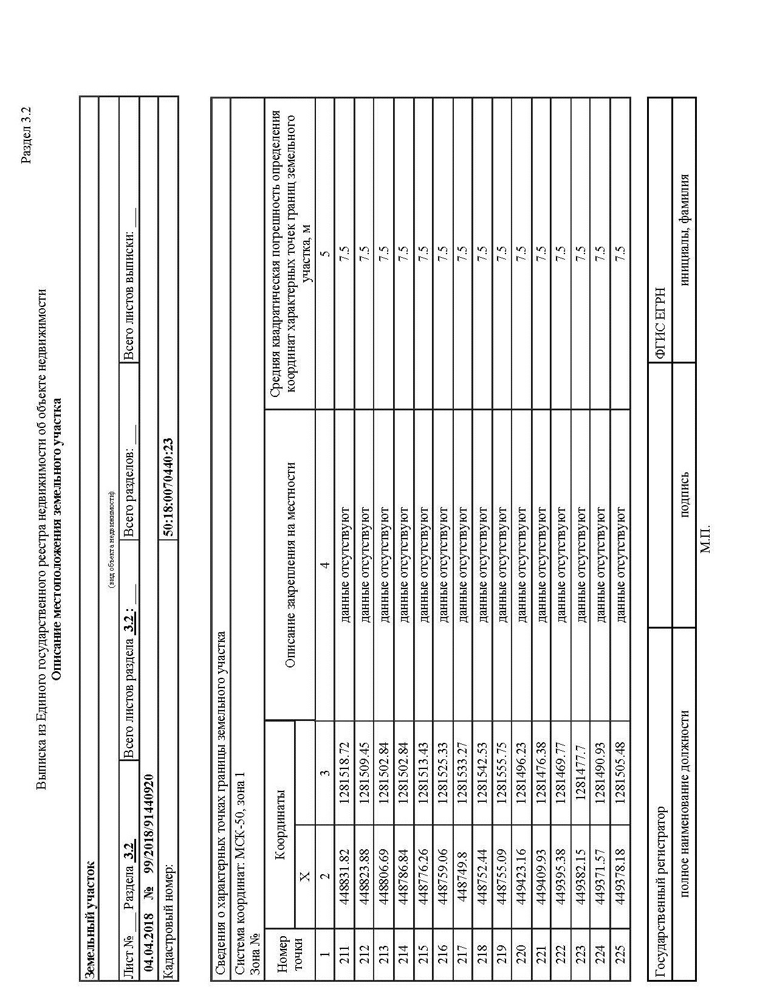 Раздел 3.2
Выписка из Единого государственного реестра недвижимости об объекте недвижимости
Описание местоположения земельного участка
Земельный участок
(вид объекта недвижимости)
Лист № ___ Раздела 3.2 Всего листов раздела 3.2 : ___ Всего разделов: ___ Всего листов выписки: ___
04.04.2018 № 99/2018/91440920
Кадастровый номер: 50:18:0070440:23
Сведения о характерных точках границы земельного участка
Система координат: МСК-50, зона 1
Зона №
Номер точки Координаты Описание закрепления на местности Средняя квадратическая погрешность определения
координат характерных точек границ земельного
участка, м
X
1 2 3 4 5
211 448831.82 1281518.72 данные отсутствуют 7.5
212 448823.88 1281509.45 данные отсутствуют 7.5
213 448806.69 1281502.84 данные отсутствуют 7.5
214 448786.84 1281502.84 данные отсутствуют 7.5
215 448776.26 1281513.43 данные отсутствуют 7.5
216 448759.06 1281525.33 данные отсутствуют 7.5
217 448749.8 1281533.27 данные отсутствуют 7.5
218 448752.44 1281542.53 данные отсутствуют 7.5
219 448755.09 1281555.75 данные отсутствуют 7.5
220 449423.16 1281496.23 данные отсутствуют 7.5
221 449409.93 1281476.38 данные отсутствуют 7.5
222 449395.38 1281469.77 данные отсутствуют 7.5
223 449382.15 1281477.7 данные отсутствуют 7.5
224 449371.57 1281490.93 данные отсутствуют 7.5
225 449378.18 1281505.48 данные отсутствуют 7.5
Государственный регистратор ФГИС ЕГРН
полное наименование должности подпись инициалы, фамилия
М.П.